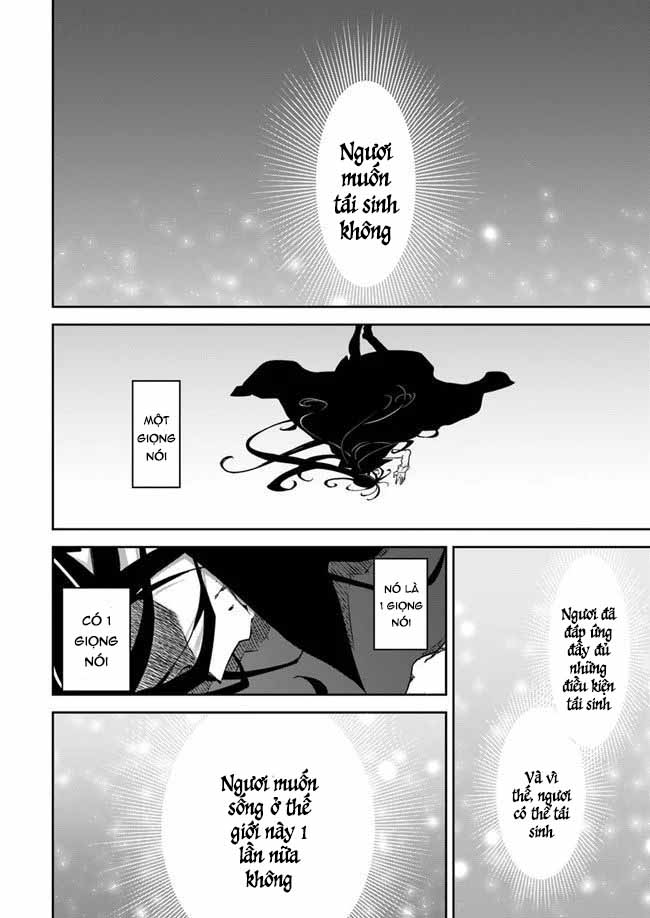 Ngươi
muốn
tái sinh
không
MỘT
GIỌNG
NÓI
Ngươi đã
đáp ứng
đầy đủ
những
điều kiện
tái sinh
Và vì
thế, ngươi
có thể tái
sinh
NÓ LÀ
1 GIỌNG
NÓI
CÓ 1
GIỌNG
NÓI
Ngươi muốn
sống ở thế
giới này 1
lần nữa
không